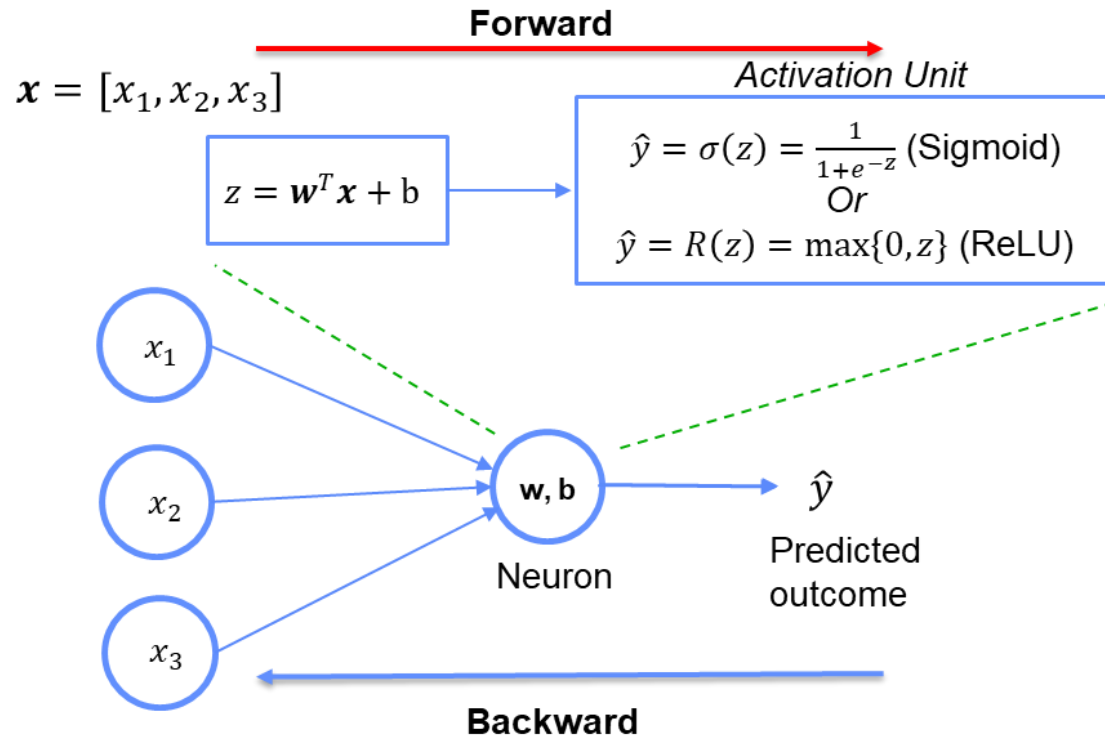 Forward
𝒙 = [x₁, x₂, x₃]
Activation Unit
z = 𝒘ᵀ𝒙 + b
ŷ = σ(z) = 1/(1+e⁻ᶻ) (Sigmoid)
Or
ŷ = R(z) = max{0, z} (ReLU)
x₁
x₂
x₃
w, b
Neuron
ŷ
Predicted
outcome
Backward